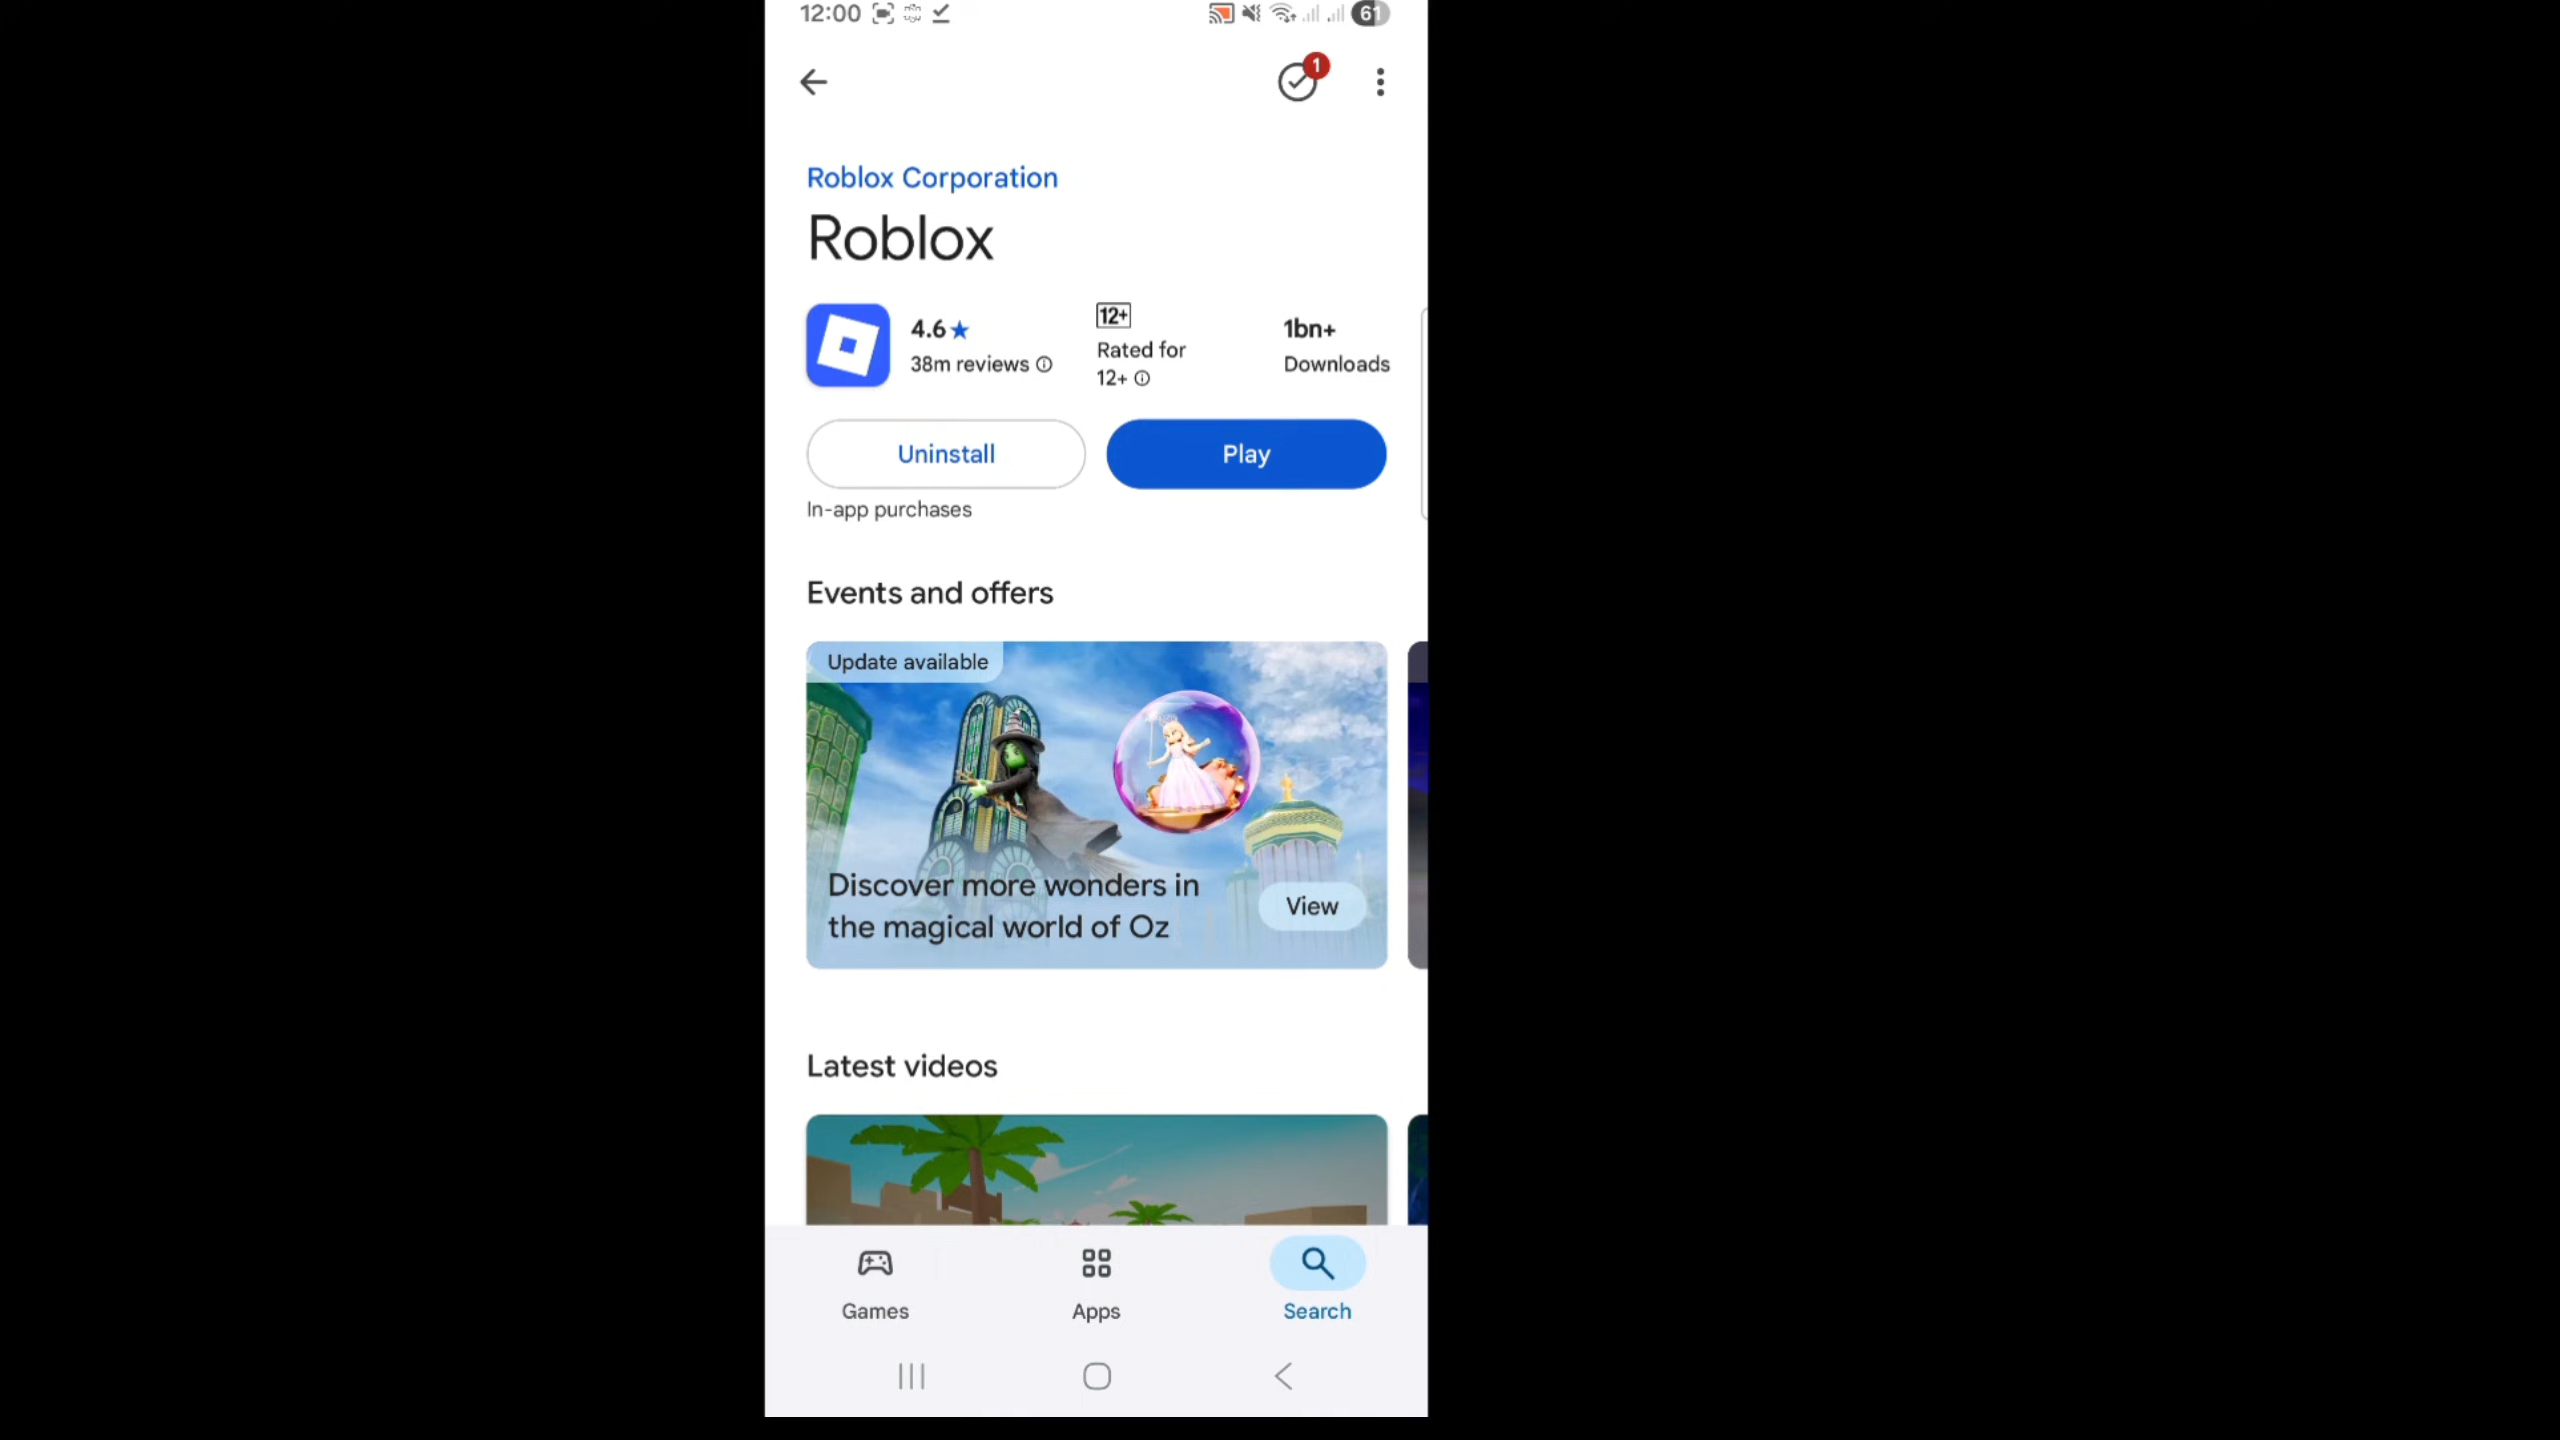 12:00
61
1
Roblox Corporation
Roblox
4.6★
38m reviews
12+
Rated for
12+
1bn+
Downloads
Uninstall
Play
In-app purchases
Events and offers
Update available
Discover more wonders in
the magical world of Oz
View
Latest videos
Games
Apps
Search